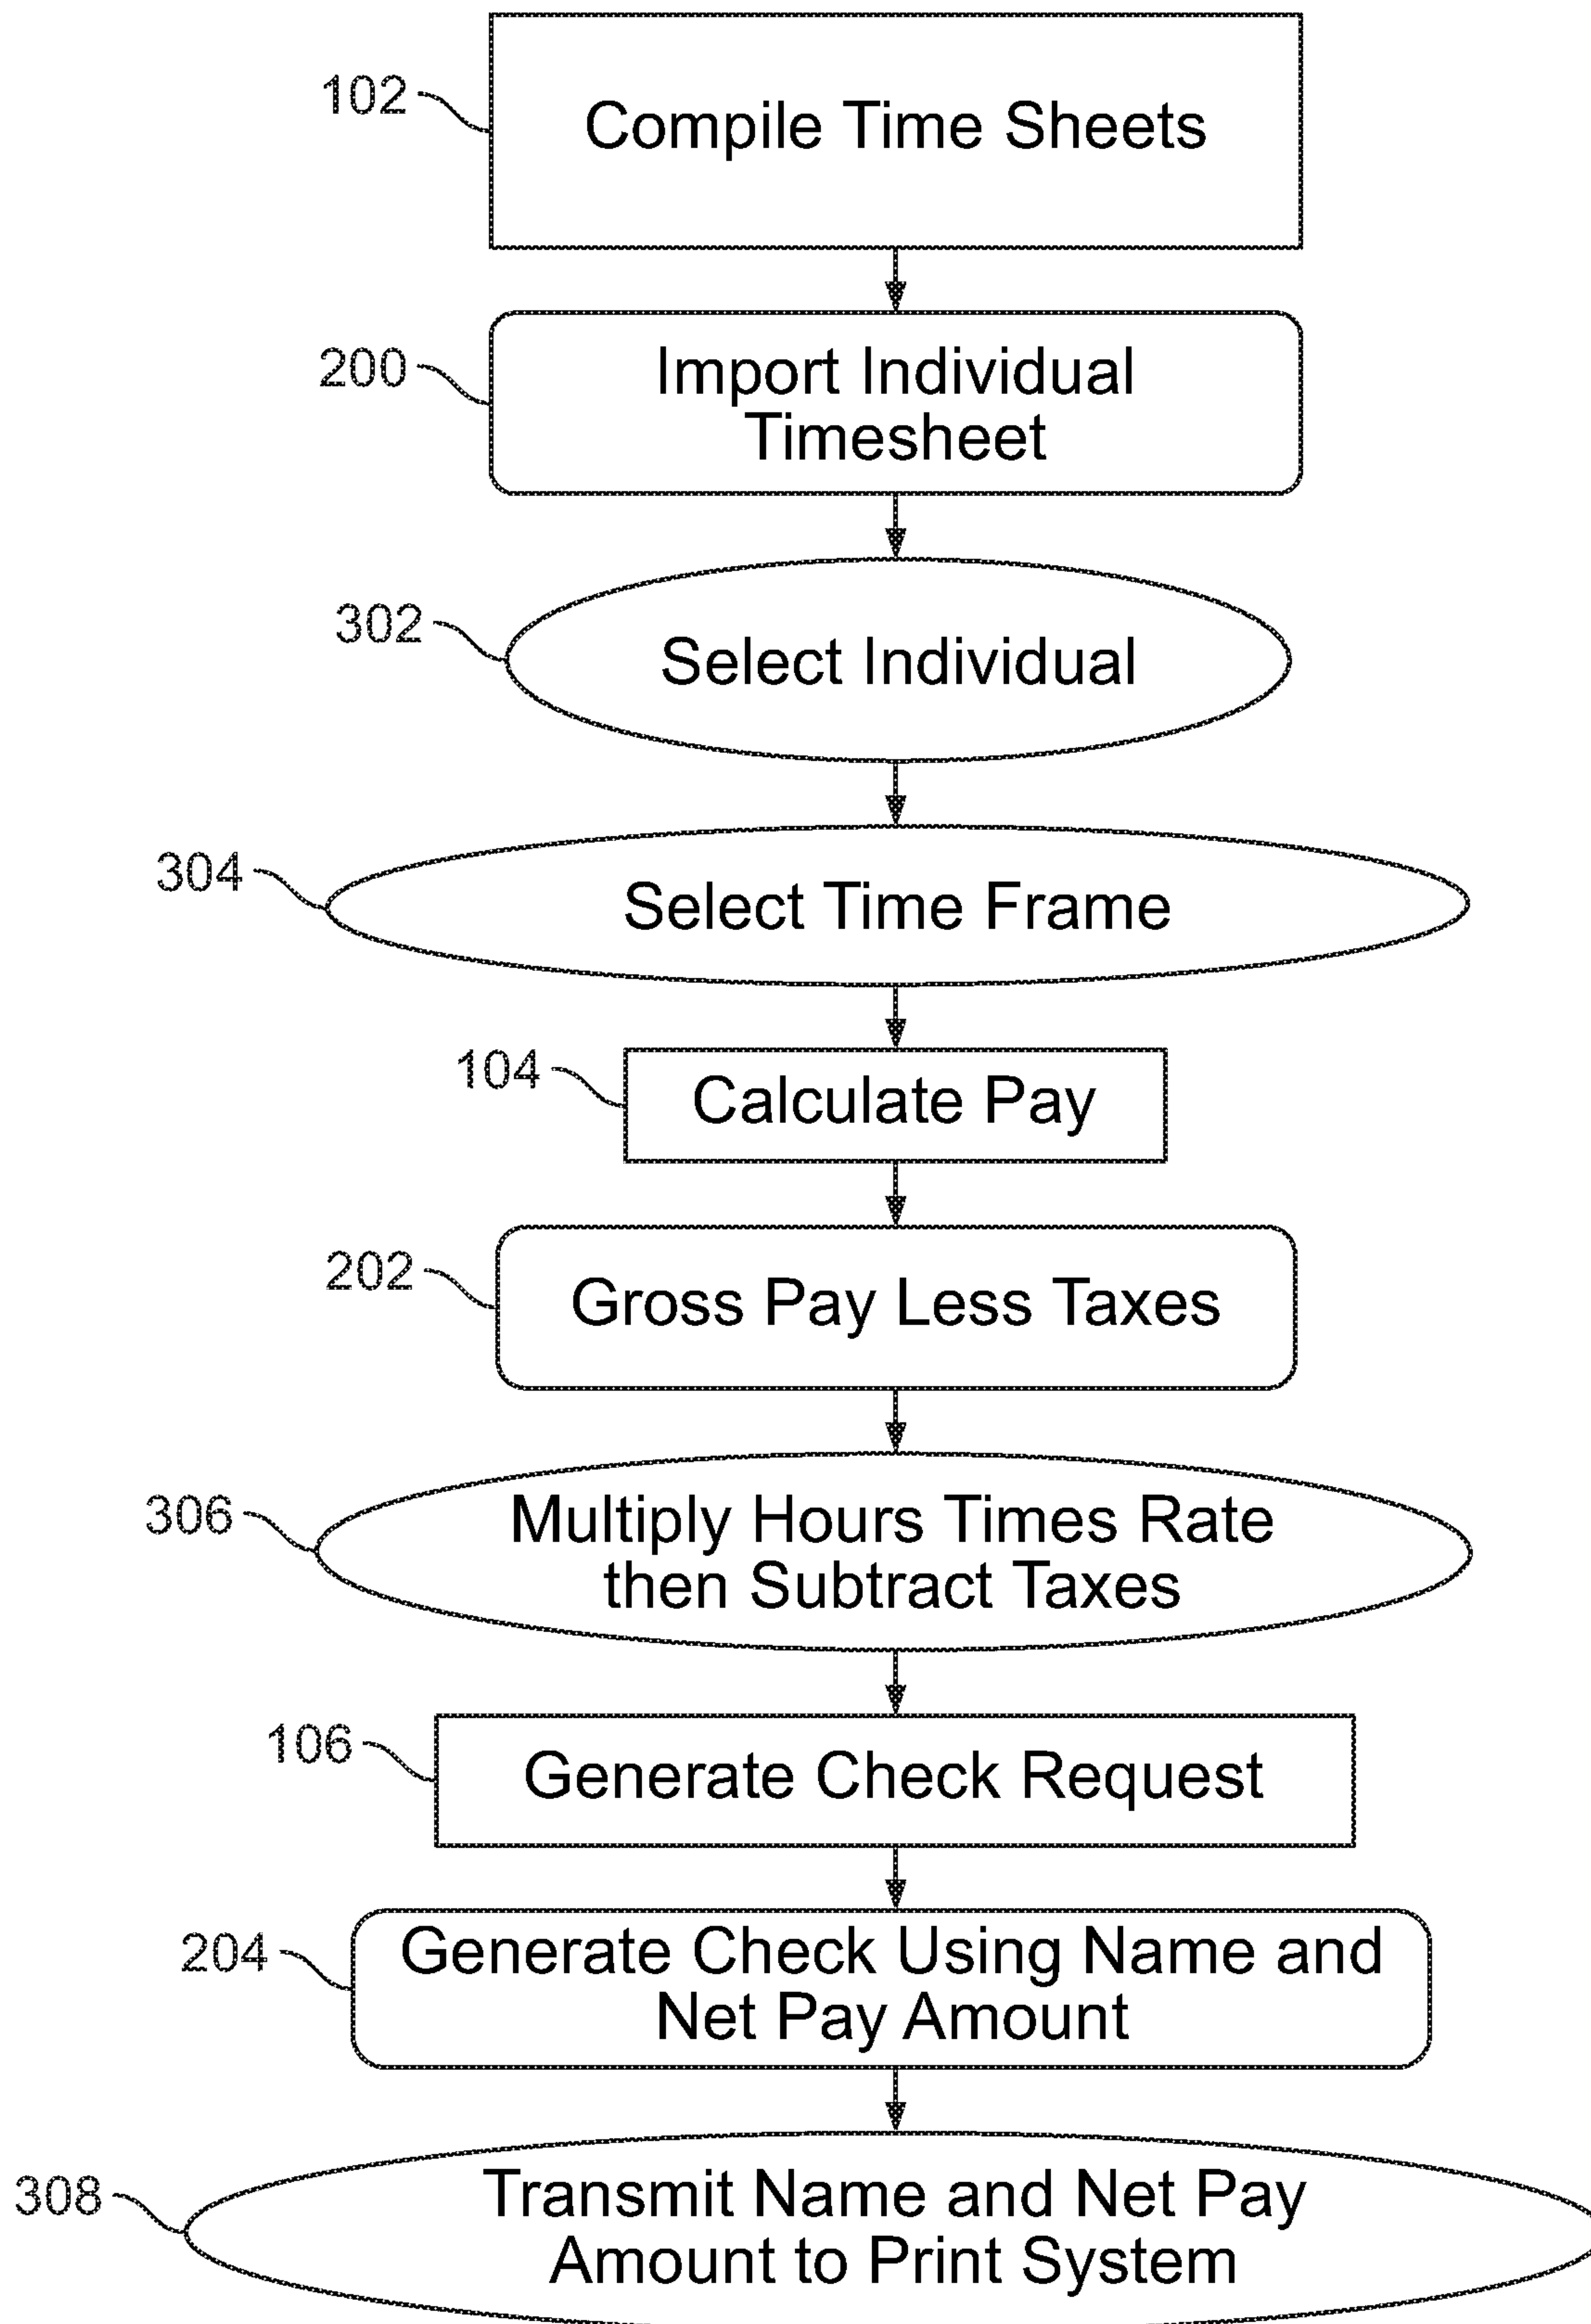 102
Compile Time Sheets
200
Import Individual
Timesheet
302
Select Individual
304
Select Time Frame
104
Calculate Pay
202
Gross Pay Less Taxes
306
Multiply Hours Times Rate
then Subtract Taxes
106
Generate Check Request
204
Generate Check Using Name and
Net Pay Amount
308
Transmit Name and Net Pay
Amount to Print System